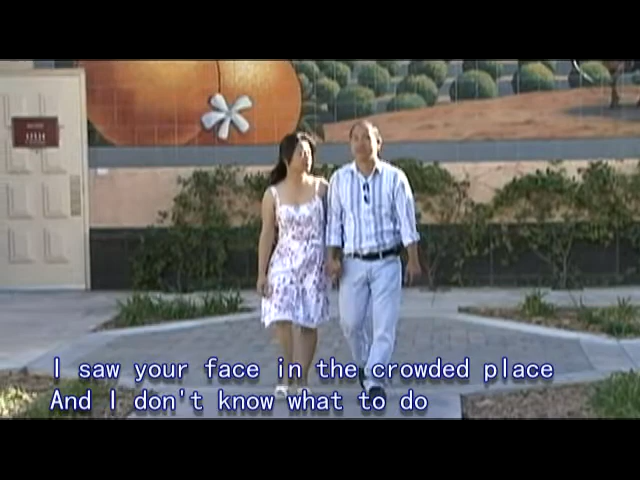 I saw your face in the crowded place
And I don't know what to do